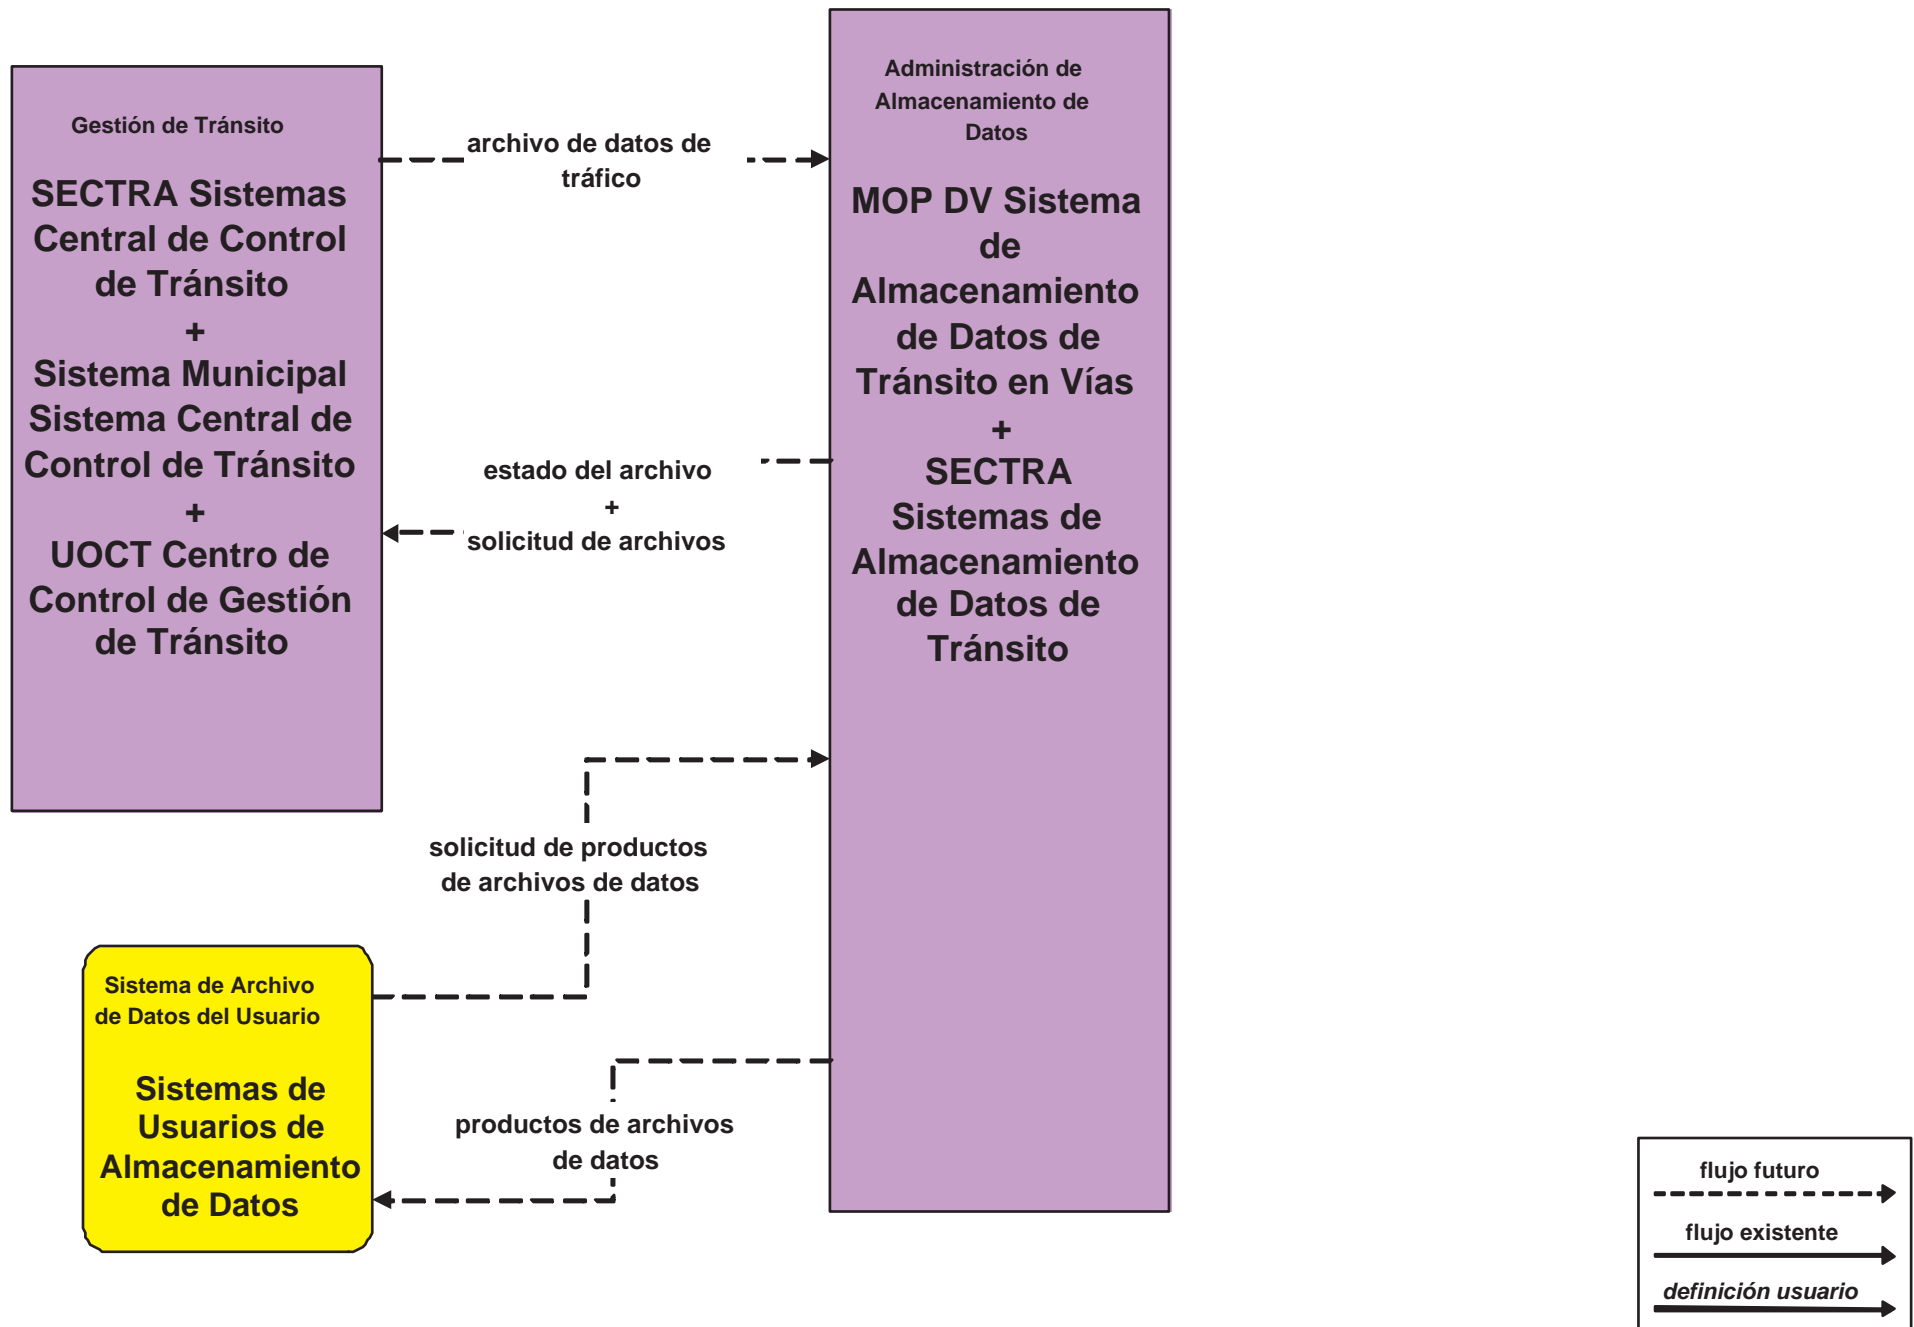 Gestión de Tránsito
SECTRA Sistemas
Central de Control
de Tránsito
+
Sistema Municipal
Sistema Central de
Control de Tránsito
+
UOCT Centro de
Control de Gestión
de Tránsito
archivo de datos de
tráfico
estado del archivo
+
solicitud de archivos
Administración de
Almacenamiento de
Datos
MOP DV Sistema
de
Almacenamiento
de Datos de
Tránsito en Vías
+
SECTRA
Sistemas de
Almacenamiento
de Datos de
Tránsito
solicitud de productos
de archivos de datos
Sistema de Archivo
de Datos del Usuario
Sistemas de
Usuarios de
Almacenamiento
de Datos
productos de archivos
de datos
flujo futuro
flujo existente
definición usuario